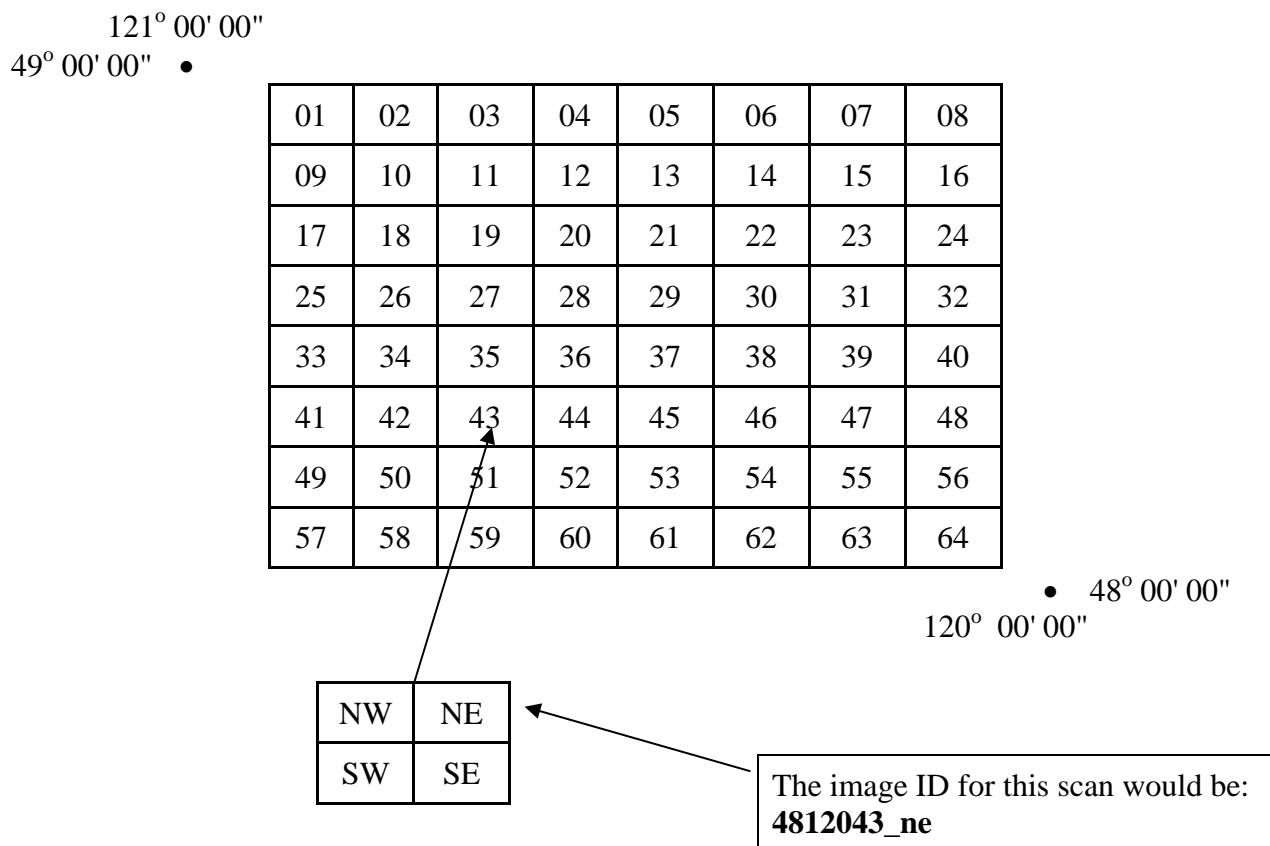 121° 00' 00"
49° 00' 00" •
01 02 03 04 05 06 07 08
09 10 11 12 13 14 15 16
17 18 19 20 21 22 23 24
25 26 27 28 29 30 31 32
33 34 35 36 37 38 39 40
41 42 43 44 45 46 47 48
49 50 51 52 53 54 55 56
57 58 59 60 61 62 63 64
• 48° 00' 00"
120° 00' 00"
NW NE
SW SE
The image ID for this scan would be:
4812043_ne